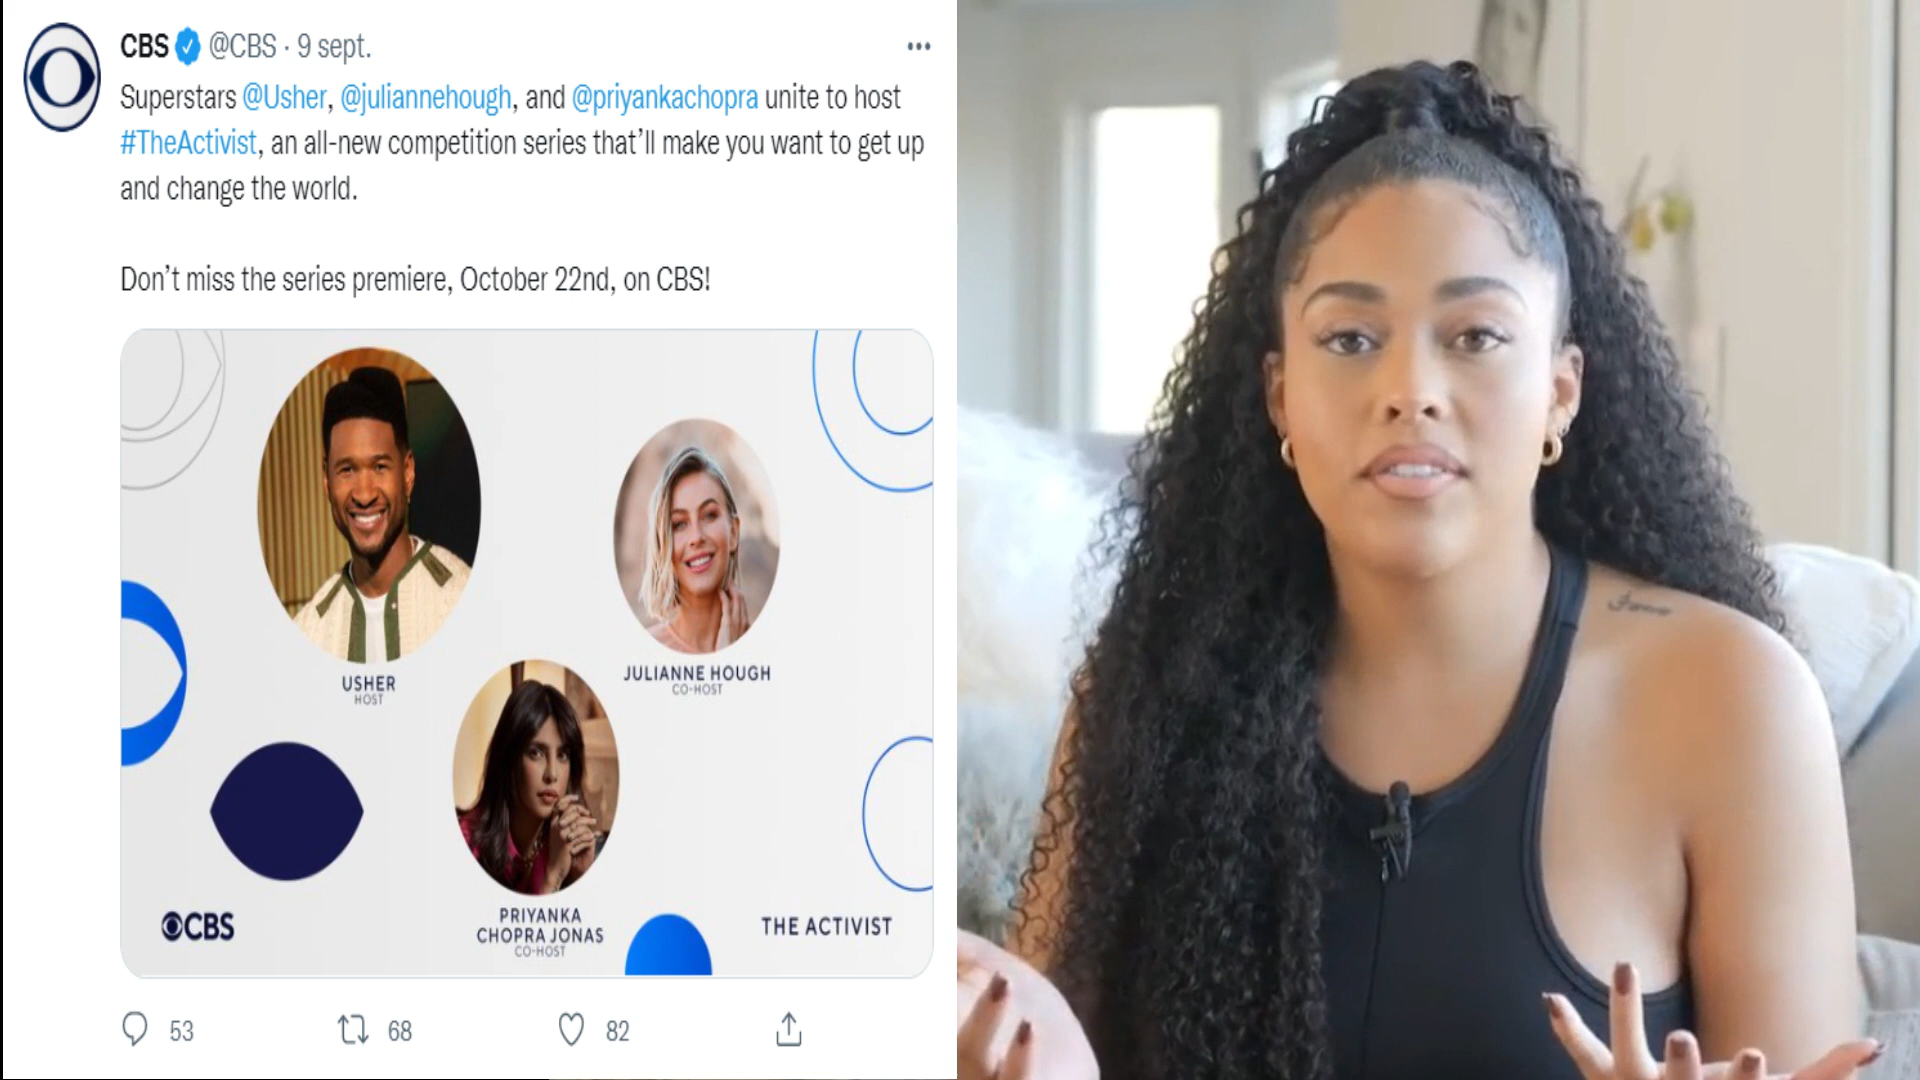 CBS @CBS · 9 sept.
Superstars @Usher, @juliannehough, and @priyankachopra unite to host
#TheActivist, an all-new competition series that’ll make you want to get up
and change the world.
Don’t miss the series premiere, October 22nd, on CBS!
USHER
HOST
JULIANNE HOUGH
CO-HOST
PRIYANKA
CHOPRA JONAS
CO-HOST
CBS
THE ACTIVIST
53 68 82